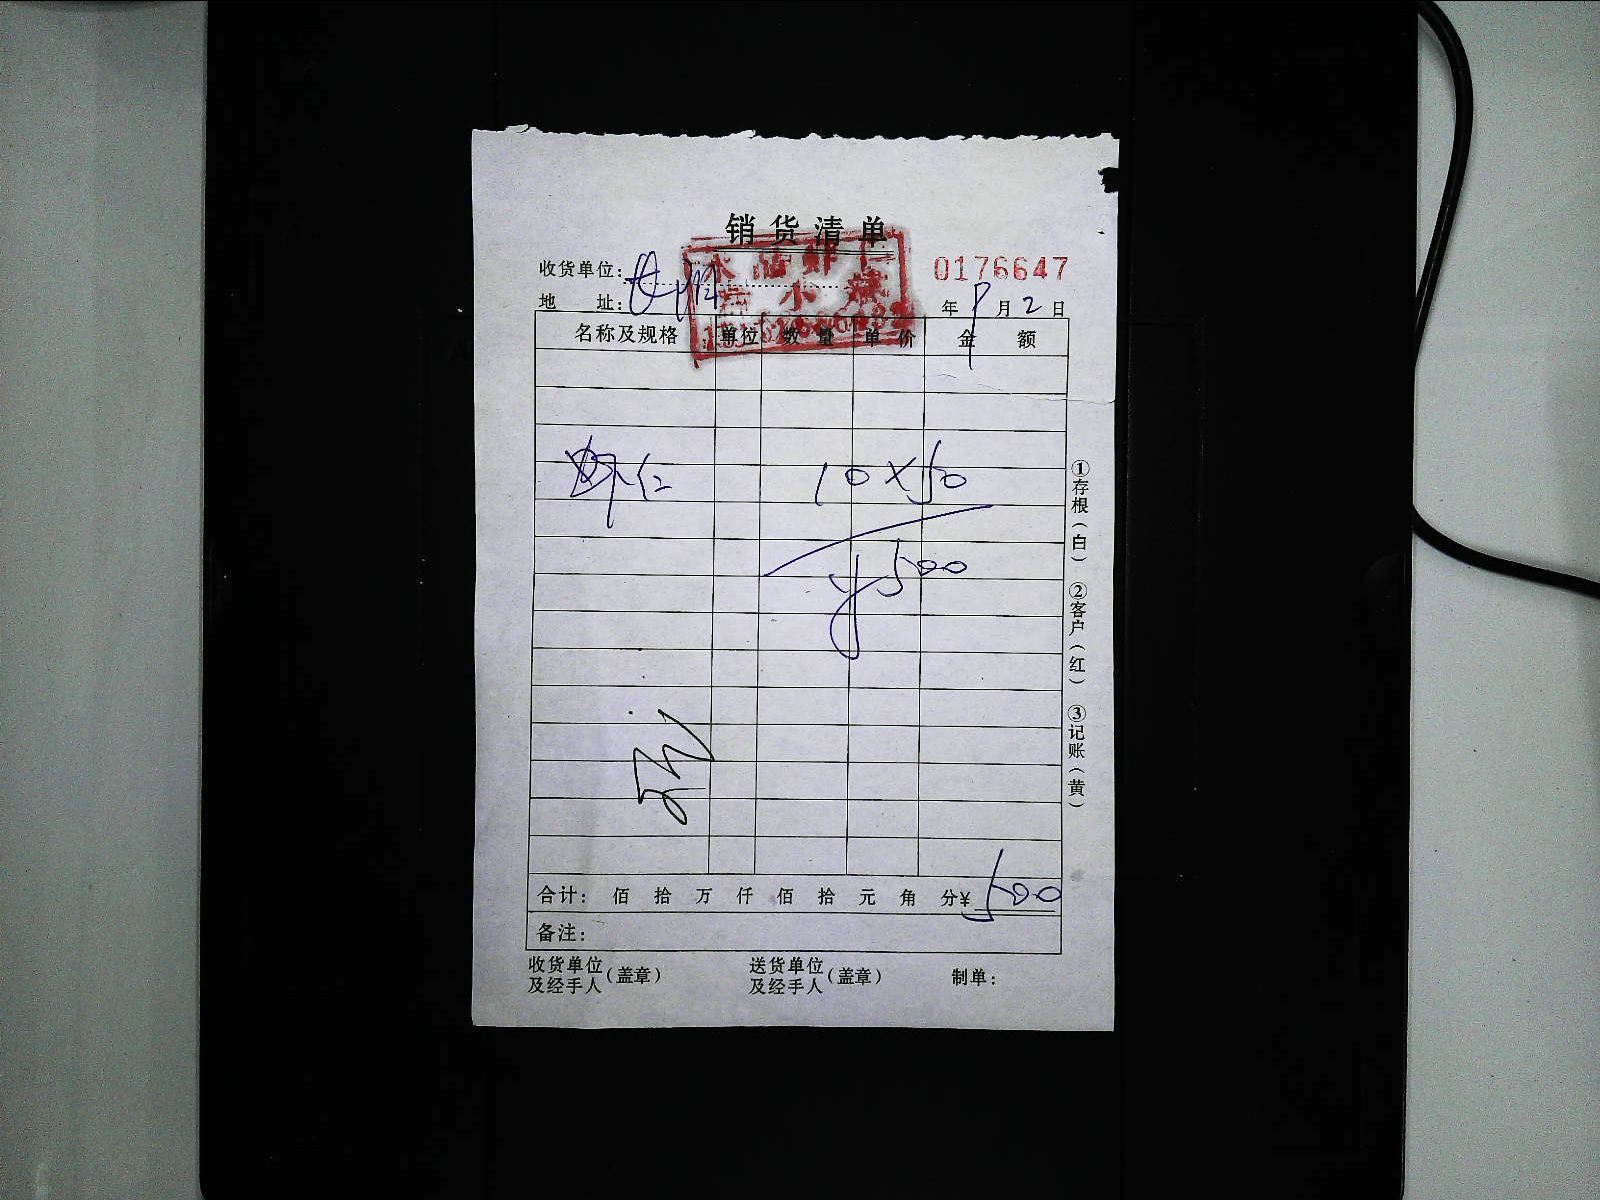 销货清单
收货单位:
0176647
地 址: 年 月 2 日
名称及规格 单位 数量 单价 金额
虾仁 10×50
¥500
合计: 佰 拾 万 仟 佰 拾 元 角 分¥ 500
备注:
收货单位及经手人(盖章) 送货单位及经手人(盖章) 制单:
①存根(白) ②客户(红) ③记账(黄)